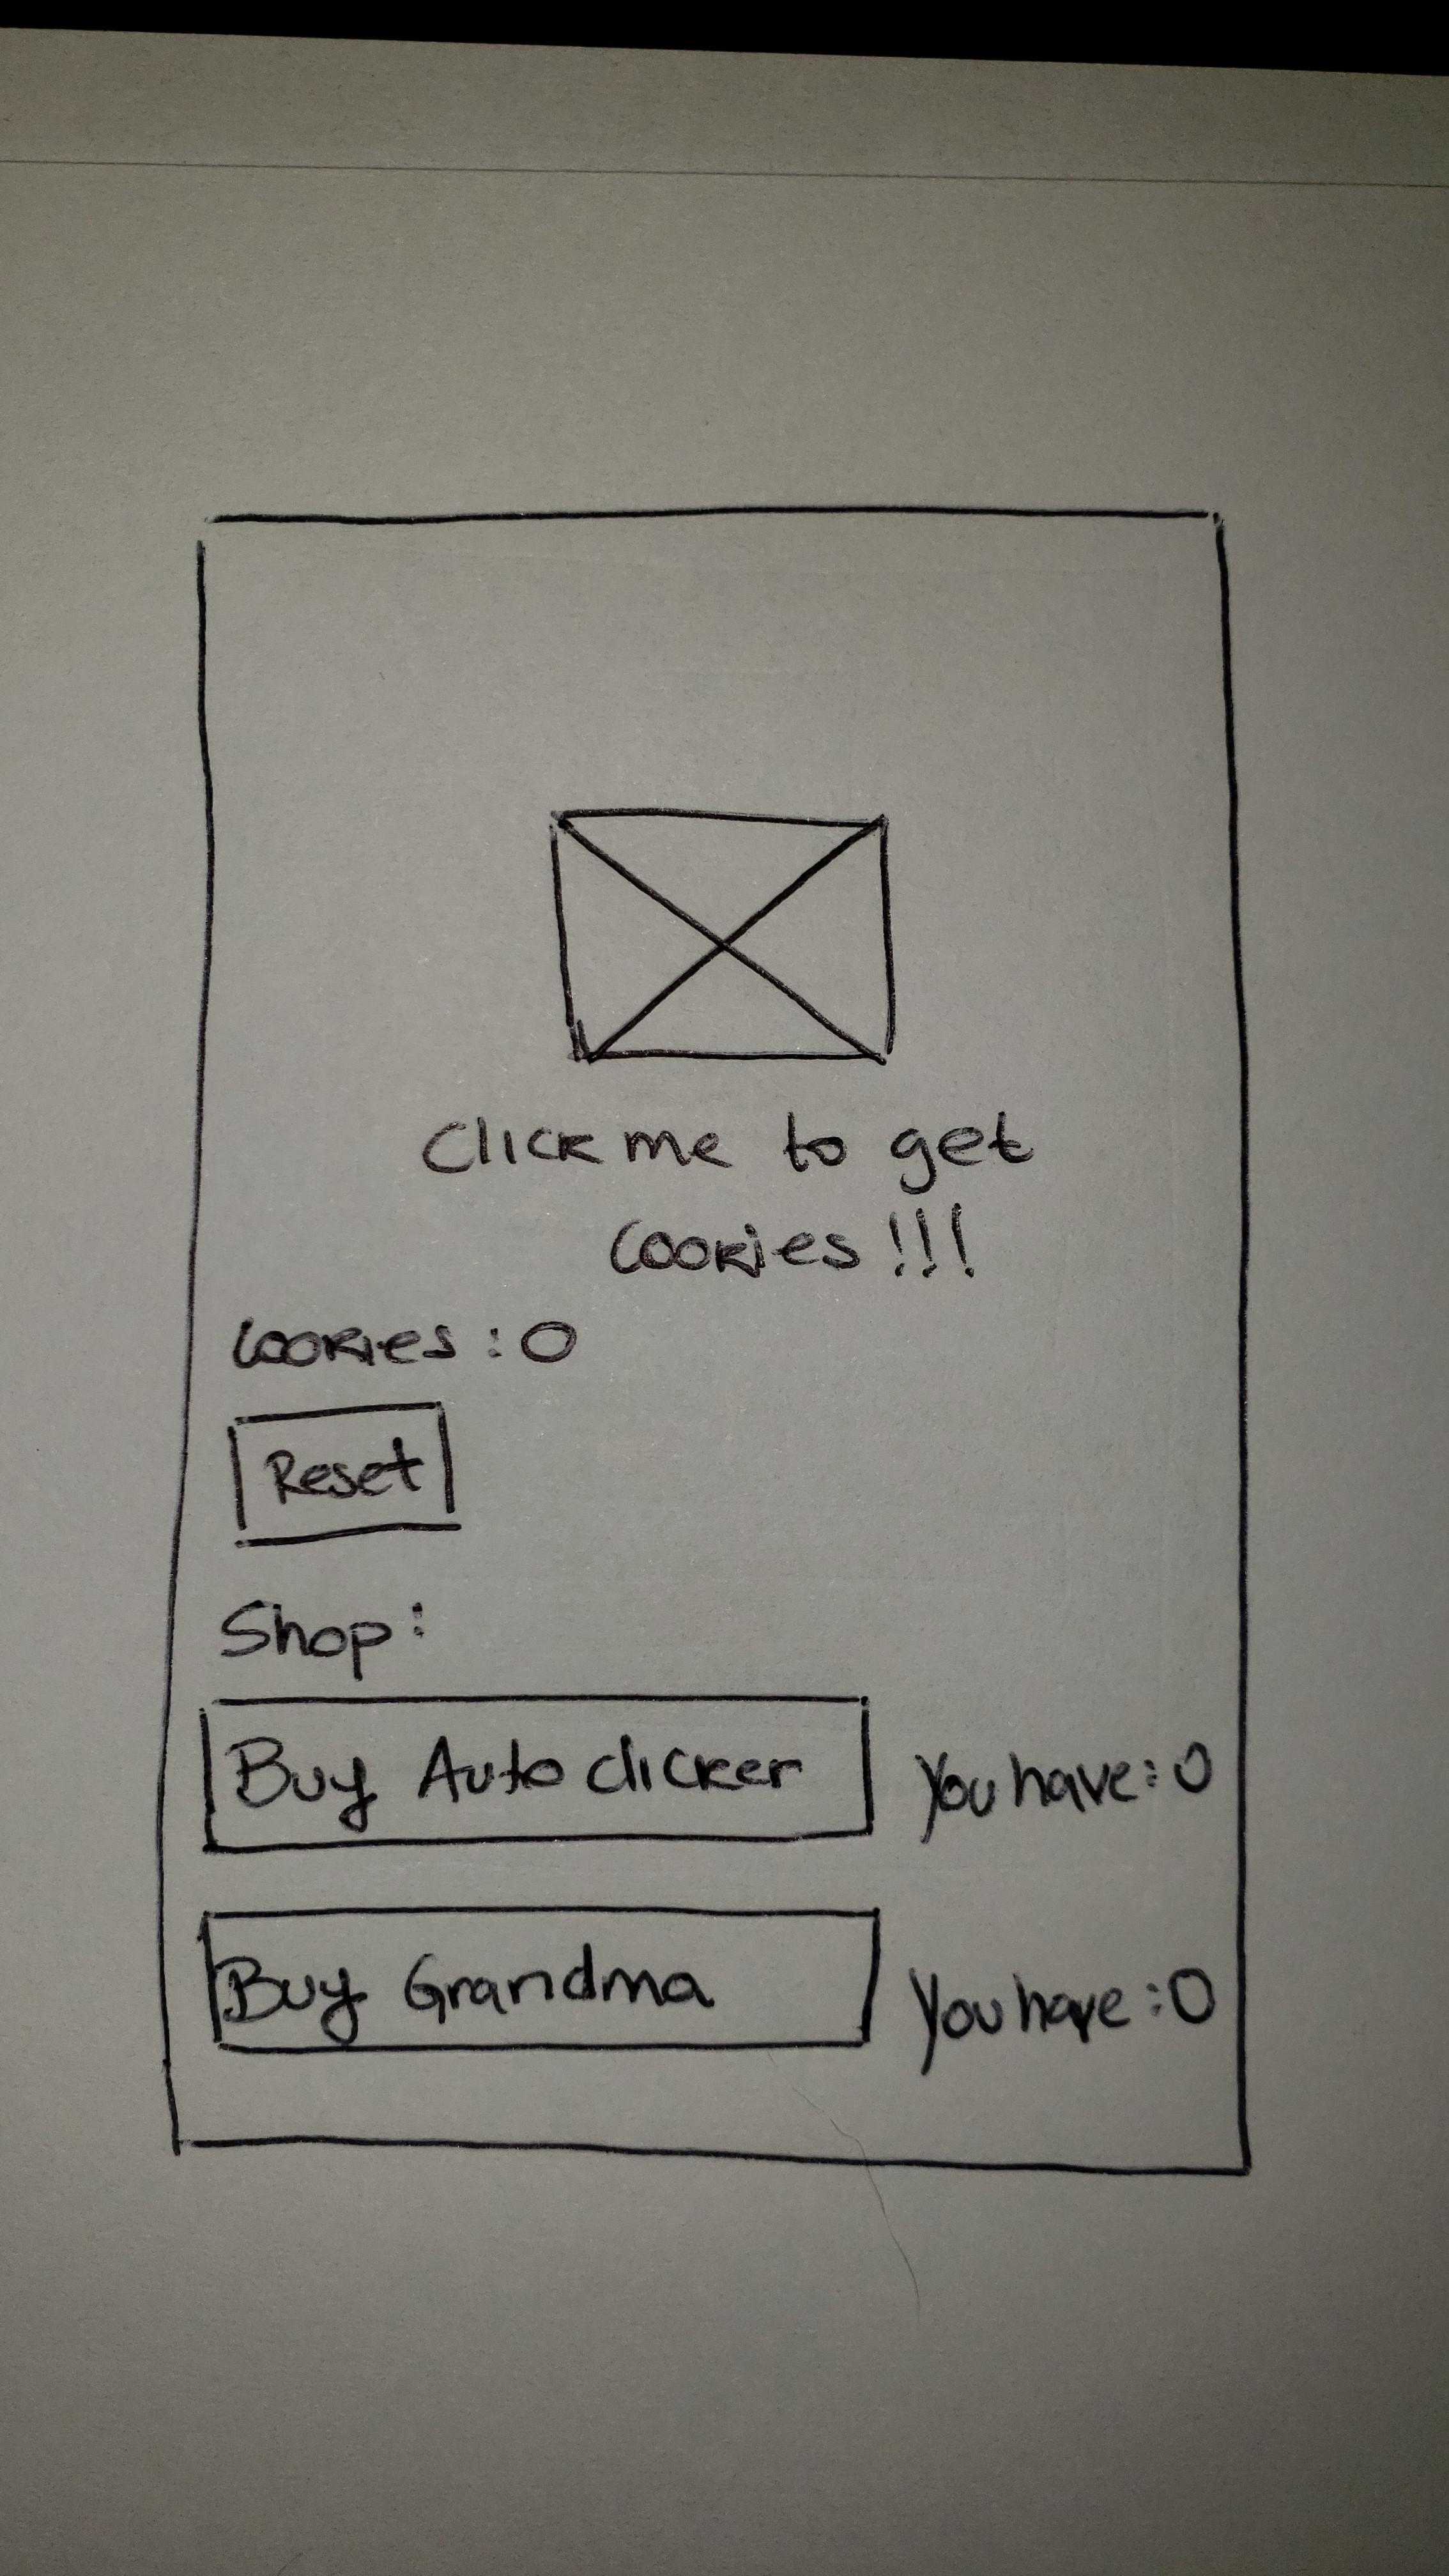 Click me to get
Cookies!!!
Cookies: 0
Reset
Shop:
Buy Auto clicker
You have: 0
Buy Grandma
You have: 0